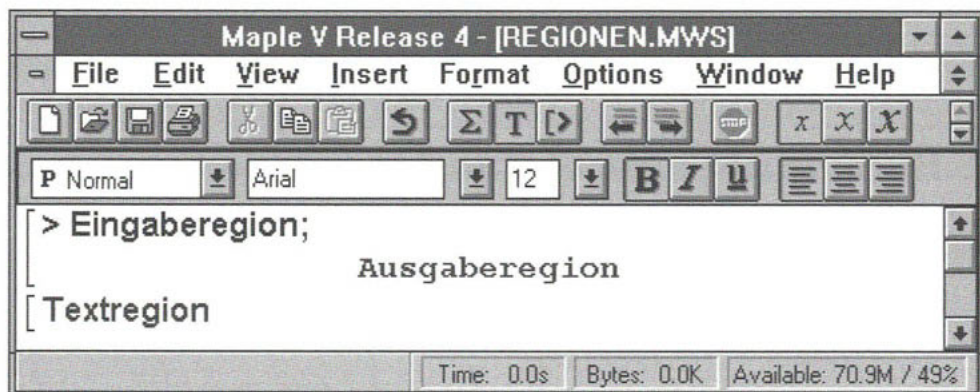 Maple V Release 4 - [REGIONEN.MWS]
File Edit View Insert Format Options Window Help
Σ T [> STOP x x x
P Normal Arial 12 B I u
[> Eingaberegion;
Ausgaberegion
[ Textregion
Time: 0.0s Bytes: 0.0K Available: 70.9M / 49%